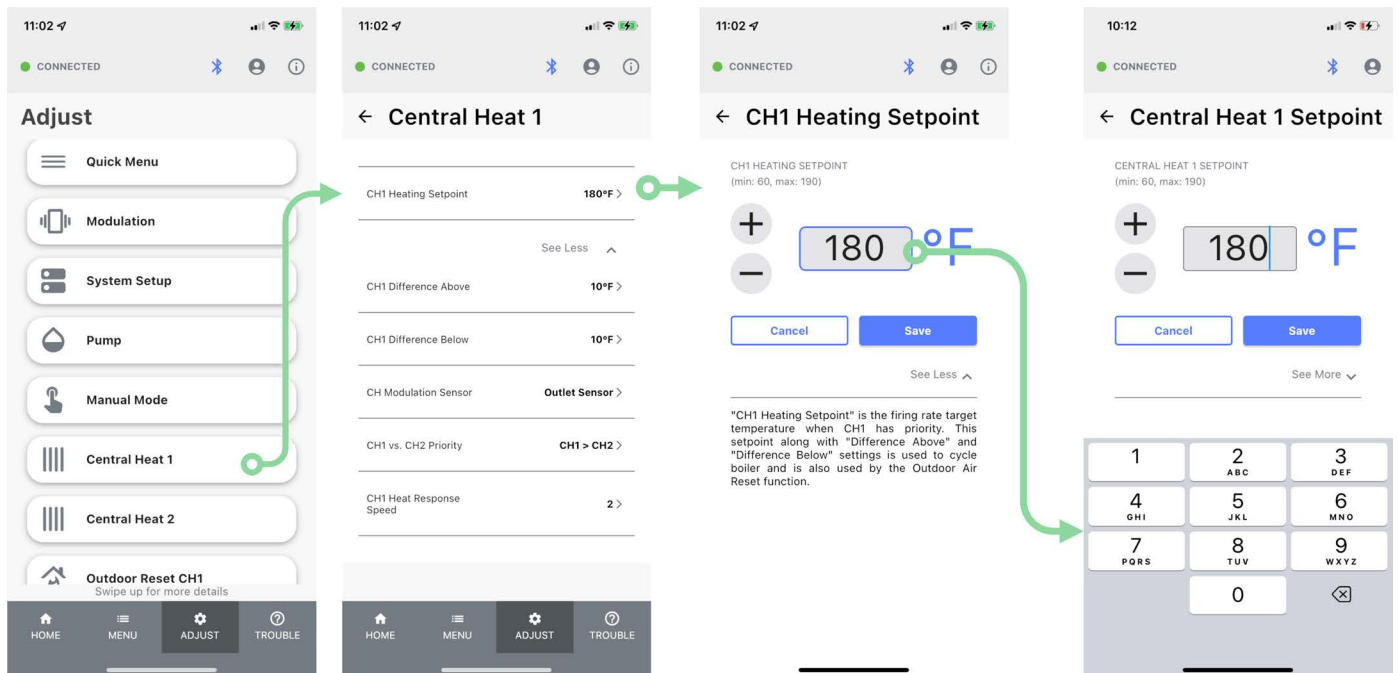 11:02
CONNECTED
Adjust
Quick Menu
Modulation
System Setup
Pump
Manual Mode
Central Heat 1
Central Heat 2
Outdoor Reset CH1
Swipe up for more details
HOME MENU ADJUST TROUBLE
11:02
CONNECTED
← Central Heat 1
CH1 Heating Setpoint 180°F >
See Less
CH1 Difference Above 10°F >
CH1 Difference Below 10°F >
CH Modulation Sensor Outlet Sensor >
CH1 vs. CH2 Priority CH1 > CH2 >
CH1 Heat Response
Speed 2 >
HOME MENU ADJUST TROUBLE
11:02
CONNECTED
← CH1 Heating Setpoint
CH1 HEATING SETPOINT
(min: 60, max: 190)
+
180 °F
−
Cancel Save
See Less
"CH1 Heating Setpoint" is the firing rate target
temperature when CH1 has priority. This
setpoint along with "Difference Above" and
"Difference Below" settings is used to cycle
boiler and is also used by the Outdoor Air
Reset function.
10:12
CONNECTED
← Central Heat 1 Setpoint
CENTRAL HEAT 1 SETPOINT
(min: 60, max: 190)
+
180 °F
−
Cancel Save
See More
1 2 3
ABC DEF
4 5 6
GHI JKL MNO
7 8 9
PQRS TUV WXYZ
0